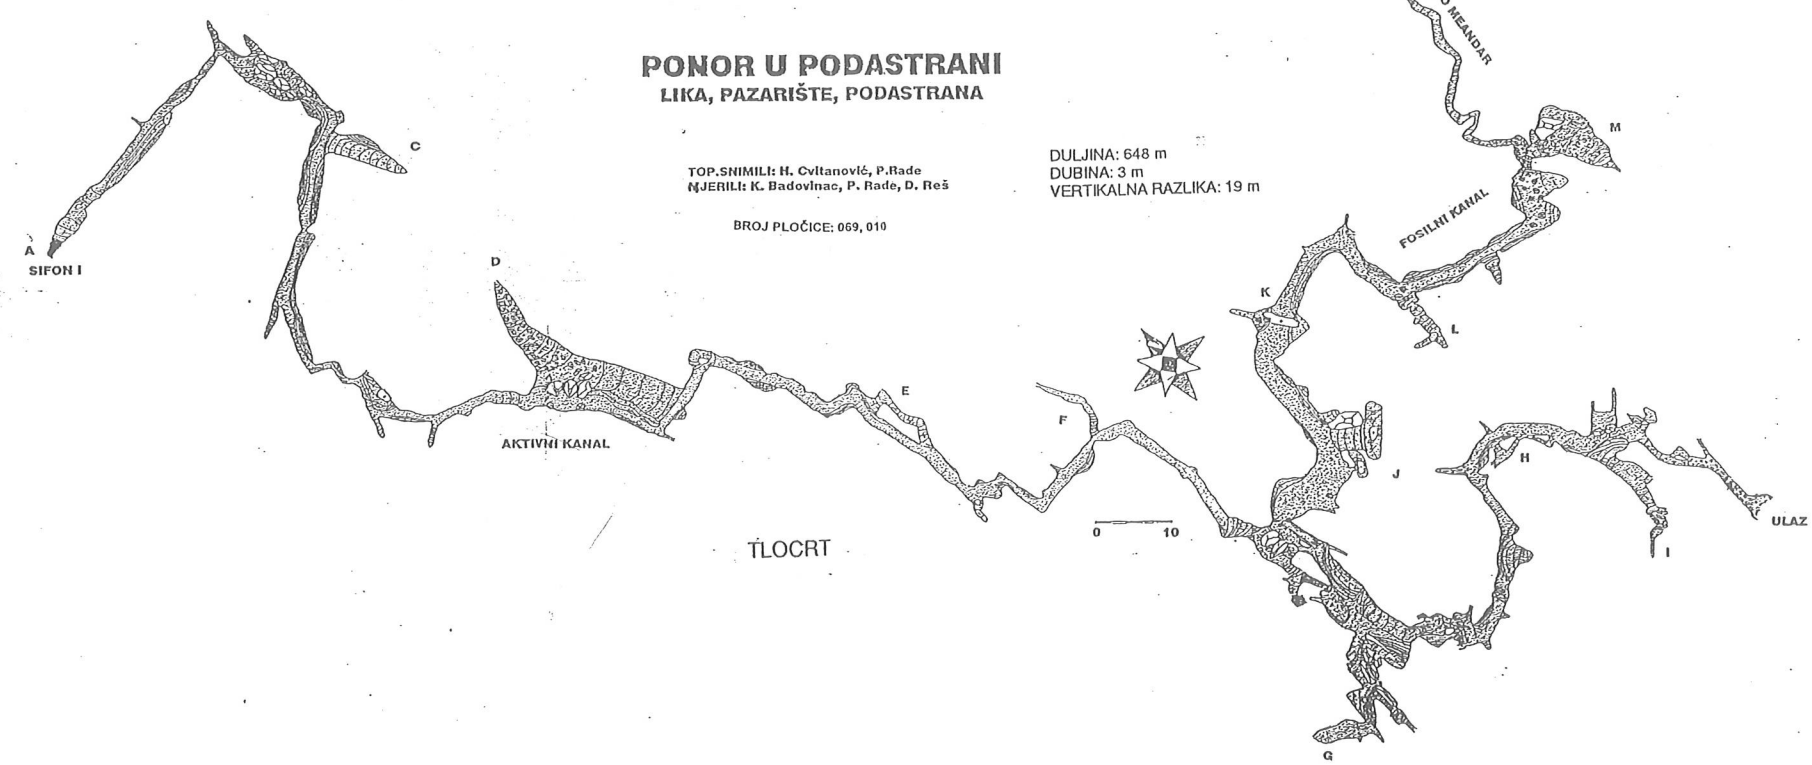 PONOR U PODASTRANI
LIKA, PAZARIŠTE, PODASTRANA
TOP.SNIMILI: H. Cvitanović, P.Rade
MJERILI: K. Badovinac, P. Rade, D. Reš
BROJ PLOČICE: 069, 010
DULJINA: 648 m
DUBINA: 3 m
VERTIKALNA RAZLIKA: 19 m
MEANDAR
M
FOSILNI KANAL
C
A
SIFON I
D
K
L
E
F
AKTIVNI KANAL
J
H
0 10
ULAZ
TLOCRT
I
G